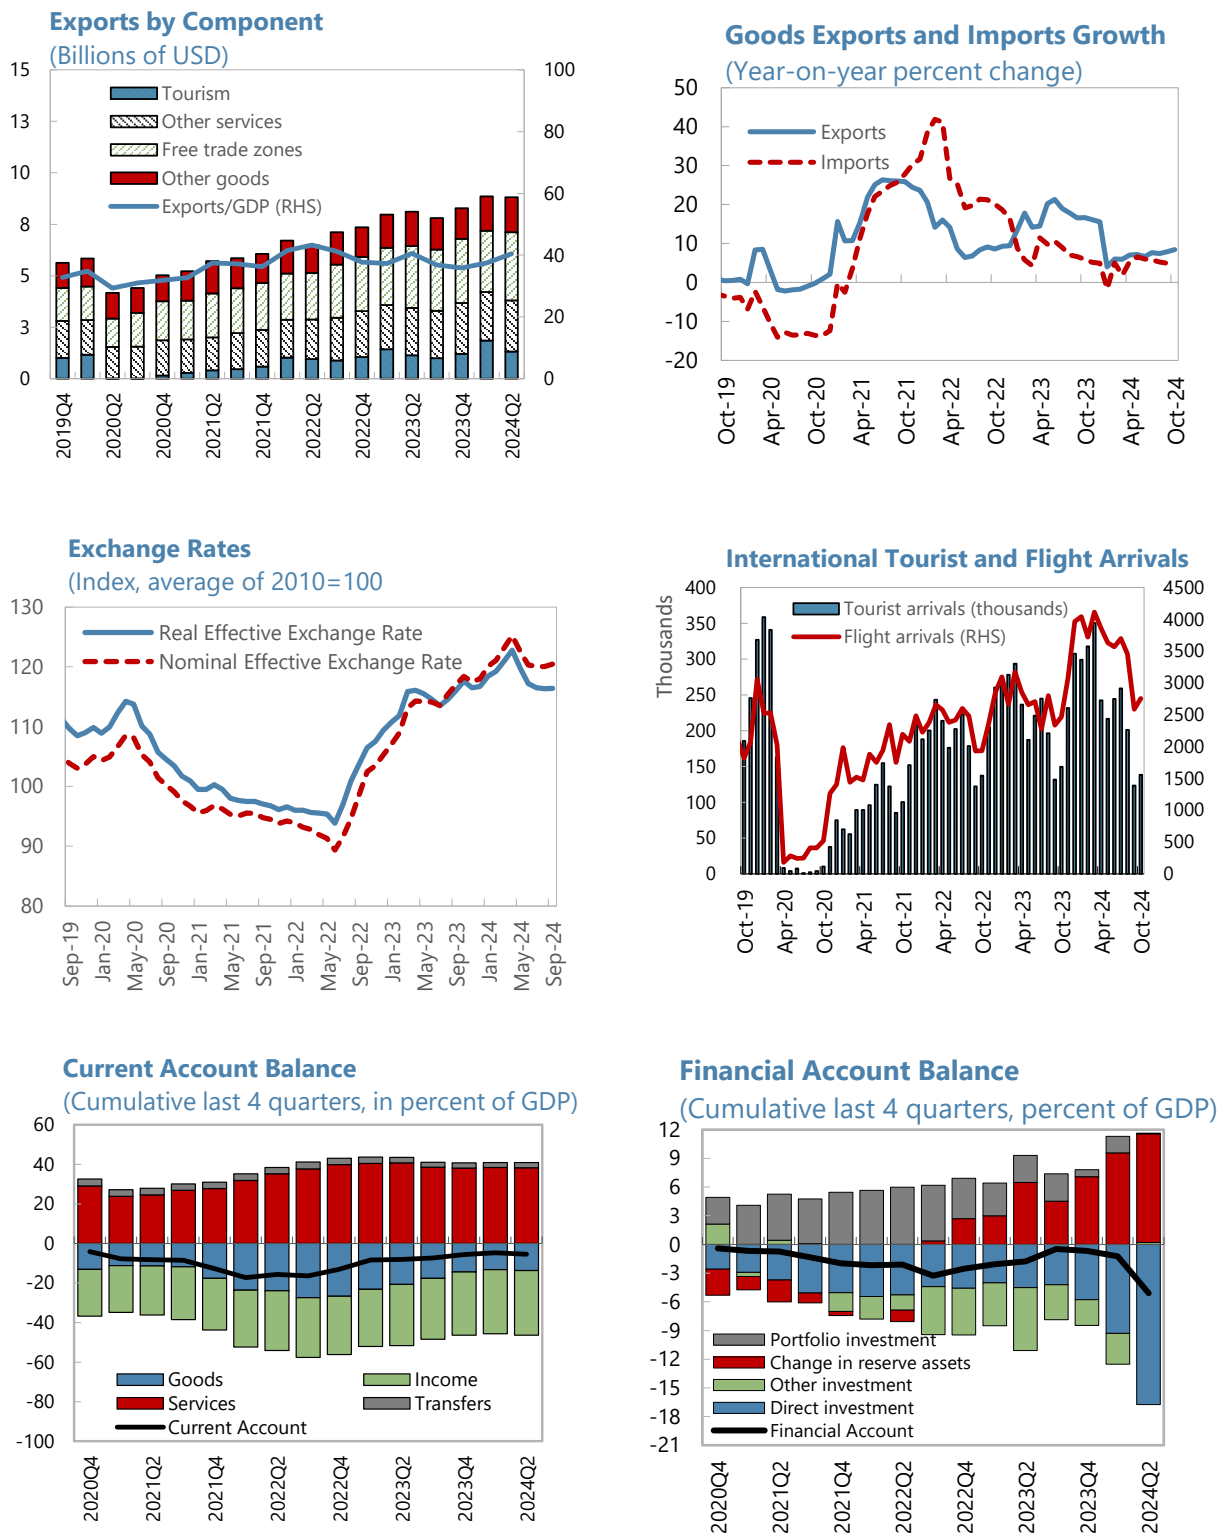 Exports by Component
(Billions of USD)
15
13
10
8
5
3
0
100
80
60
40
20
0
Tourism
Other services
Free trade zones
Other goods
Exports/GDP (RHS)
2019Q4
2020Q2
2020Q4
2021Q2
2021Q4
2022Q2
2022Q4
2023Q2
2023Q4
2024Q2
Goods Exports and Imports Growth
(Year-on-year percent change)
50
40
30
20
10
0
-10
-20
Exports
Imports
Oct-19
Apr-20
Oct-20
Apr-21
Oct-21
Apr-22
Oct-22
Apr-23
Oct-23
Apr-24
Oct-24
Exchange Rates
(Index, average of 2010=100
130
120
110
100
90
80
Real Effective Exchange Rate
Nominal Effective Exchange Rate
Sep-19
Jan-20
May-20
Sep-20
Jan-21
May-21
Sep-21
Jan-22
May-22
Sep-22
Jan-23
May-23
Sep-23
Jan-24
May-24
Sep-24
International Tourist and Flight Arrivals
Thousands
400
350
300
250
200
150
100
50
0
4500
4000
3500
3000
2500
2000
1500
1000
500
0
Tourist arrivals (thousands)
Flight arrivals (RHS)
Oct-19
Apr-20
Oct-20
Apr-21
Oct-21
Apr-22
Oct-22
Apr-23
Oct-23
Apr-24
Oct-24
Current Account Balance
(Cumulative last 4 quarters, in percent of GDP)
60
40
20
0
-20
-40
-60
-80
-100
Goods
Income
Services
Transfers
Current Account
2020Q4
2021Q2
2021Q4
2022Q2
2022Q4
2023Q2
2023Q4
2024Q2
Financial Account Balance
(Cumulative last 4 quarters, percent of GDP)
12
9
6
3
0
-3
-6
-9
-12
-15
-18
-21
Portfolio investment
Change in reserve assets
Other investment
Direct investment
Financial Account
2020Q4
2021Q2
2021Q4
2022Q2
2022Q4
2023Q2
2023Q4
2024Q2